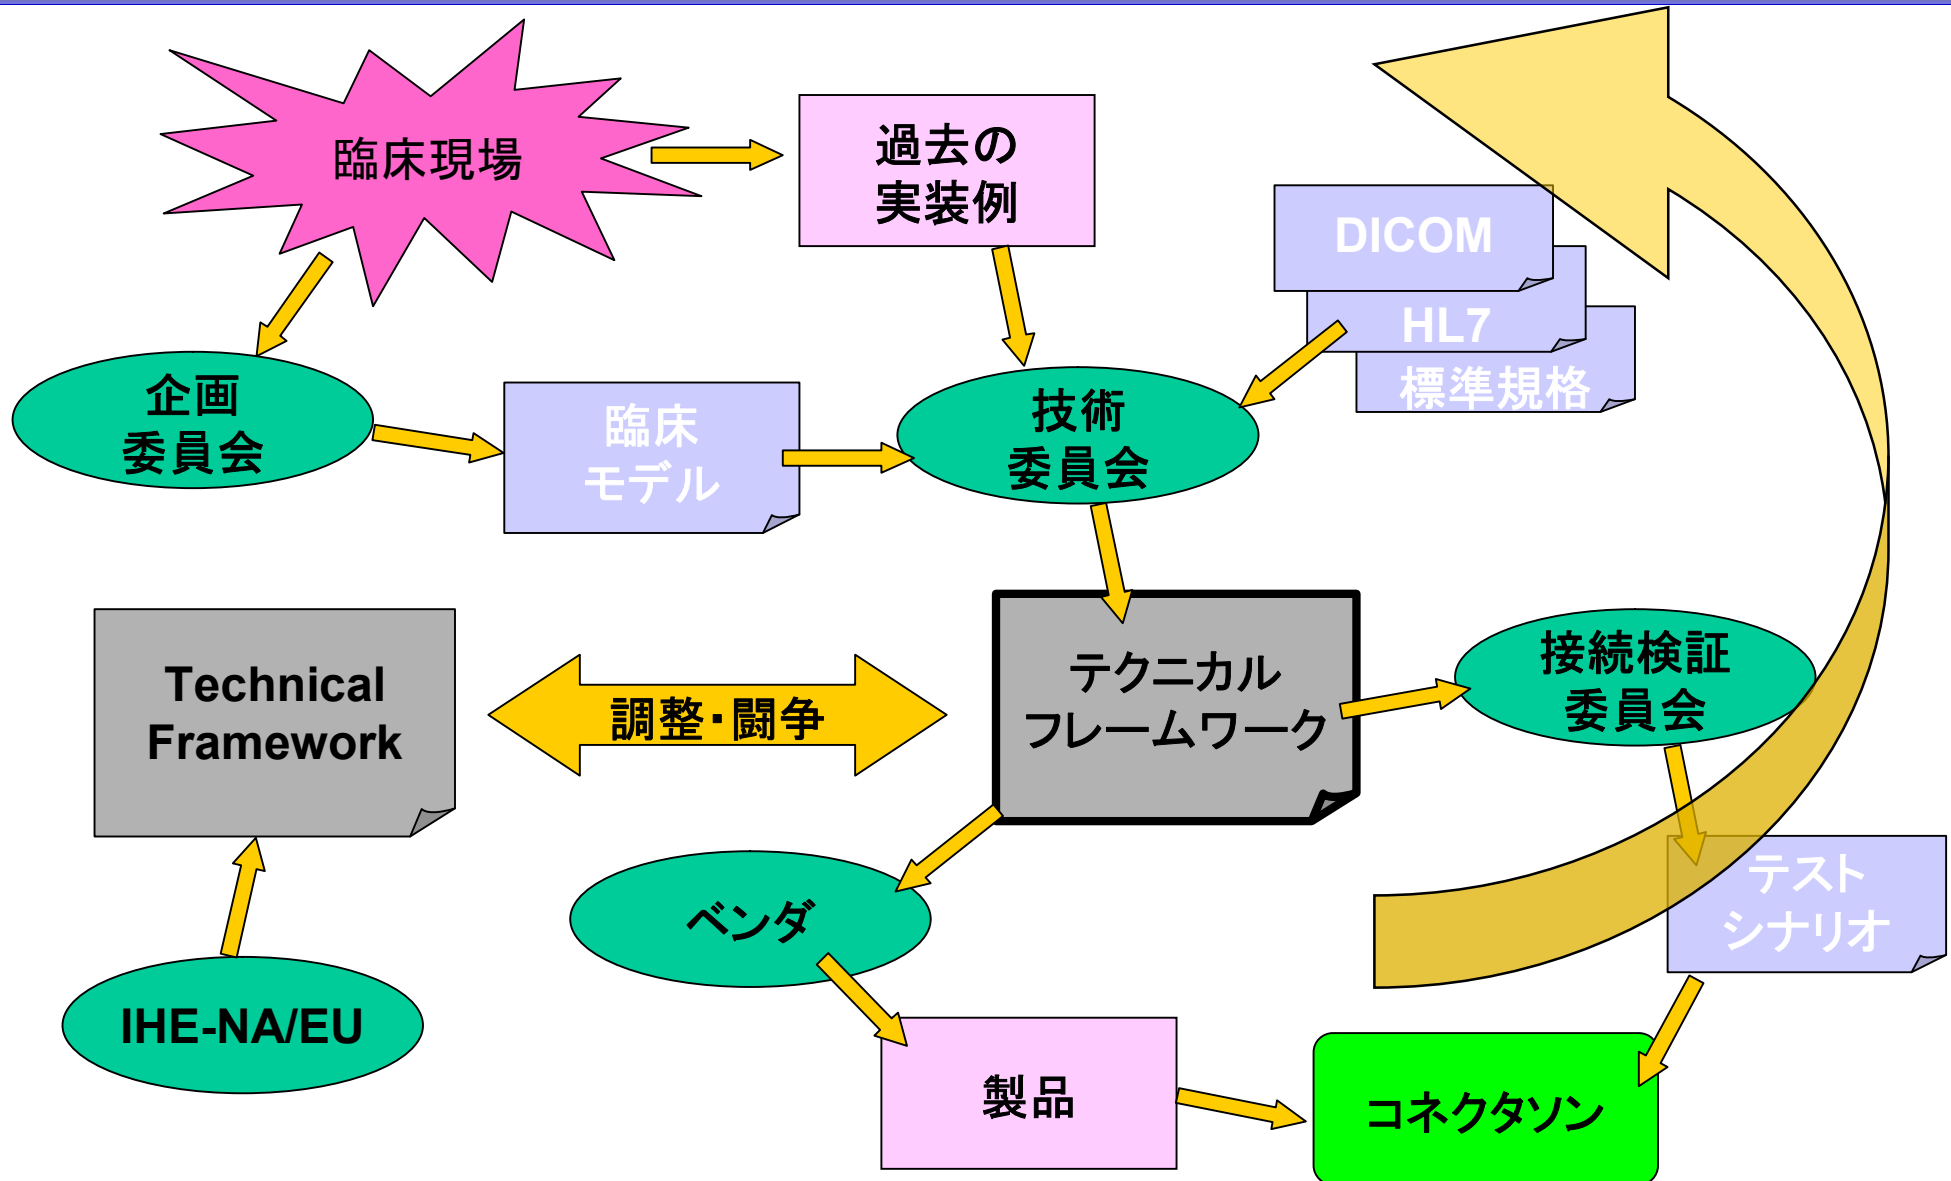 臨床現場
過去の
実装例
DICOM
HL7
標準規格
企画
委員会
臨床
モデル
技術
委員会
Technical
Framework
調整・闘争
テクニカル
フレームワーク
接続検証
委員会
ベンダ
テスト
シナリオ
IHE-NA/EU
製品
コネクタソン